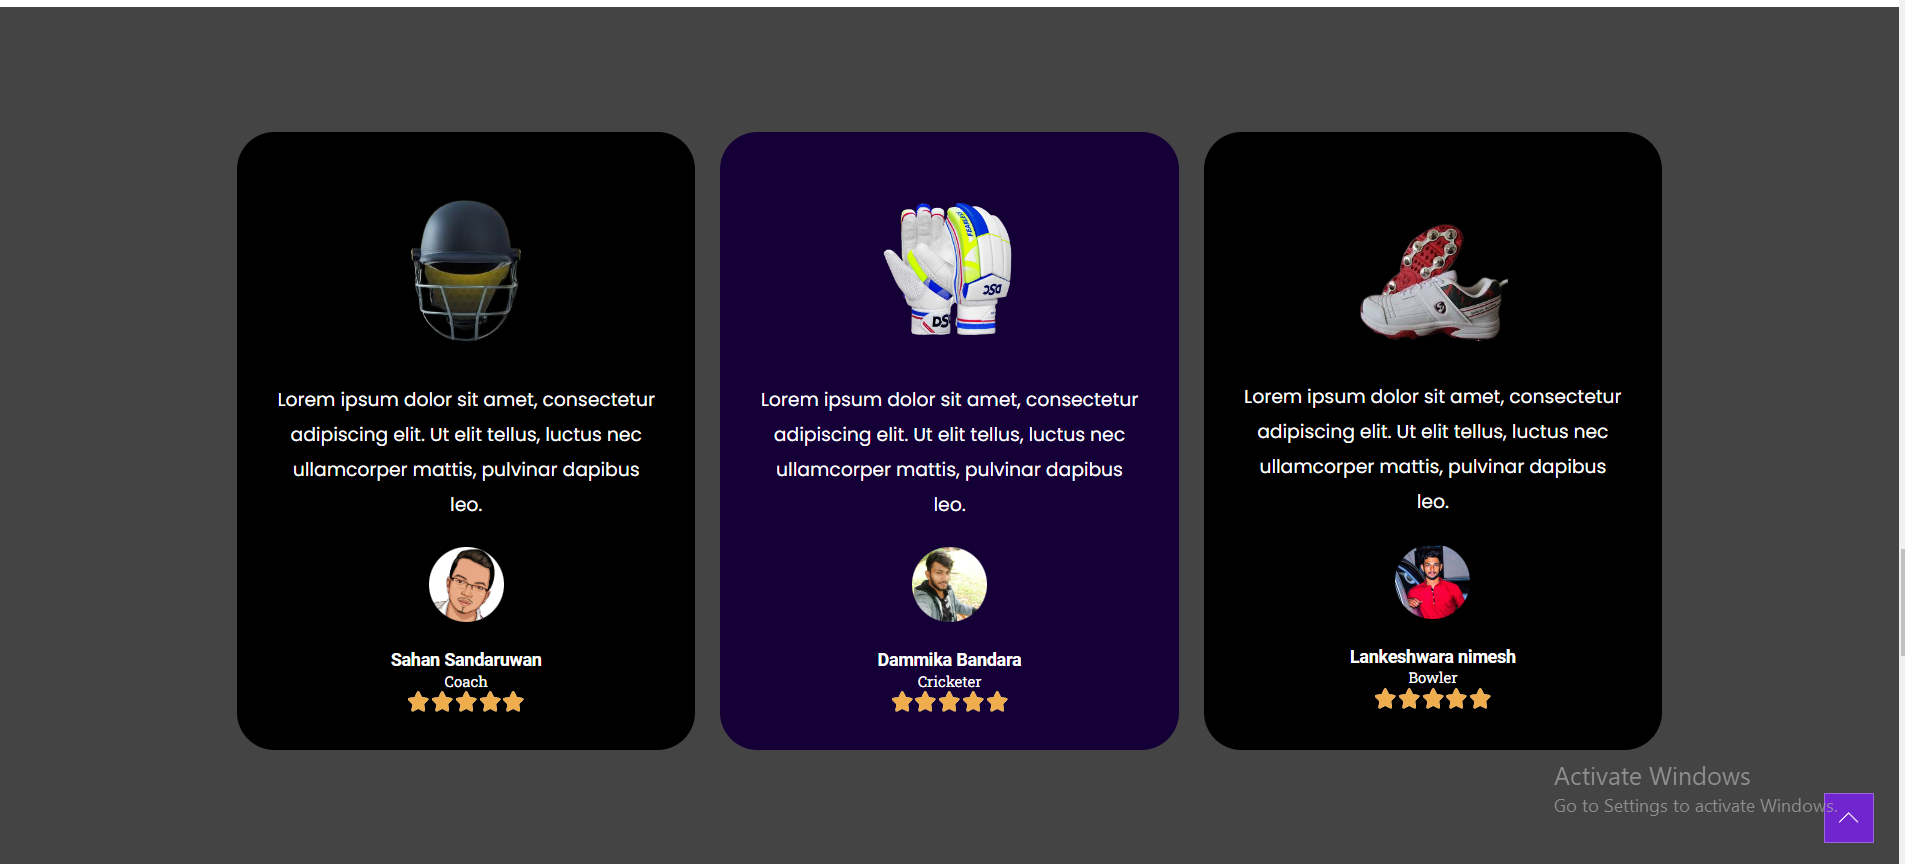 Lorem ipsum dolor sit amet, consectetur
adipiscing elit. Ut elit tellus, luctus nec
ullamcorper mattis, pulvinar dapibus
leo.
Sahan Sandaruwan
Coach
DSC
Lorem ipsum dolor sit amet, consectetur
adipiscing elit. Ut elit tellus, luctus nec
ullamcorper mattis, pulvinar dapibus
leo.
Dammika Bandara
Cricketer
Lorem ipsum dolor sit amet, consectetur
adipiscing elit. Ut elit tellus, luctus nec
ullamcorper mattis, pulvinar dapibus
leo.
Lankeshwara nimesh
Bowler
Activate Windows
Go to Settings to activate Windows.